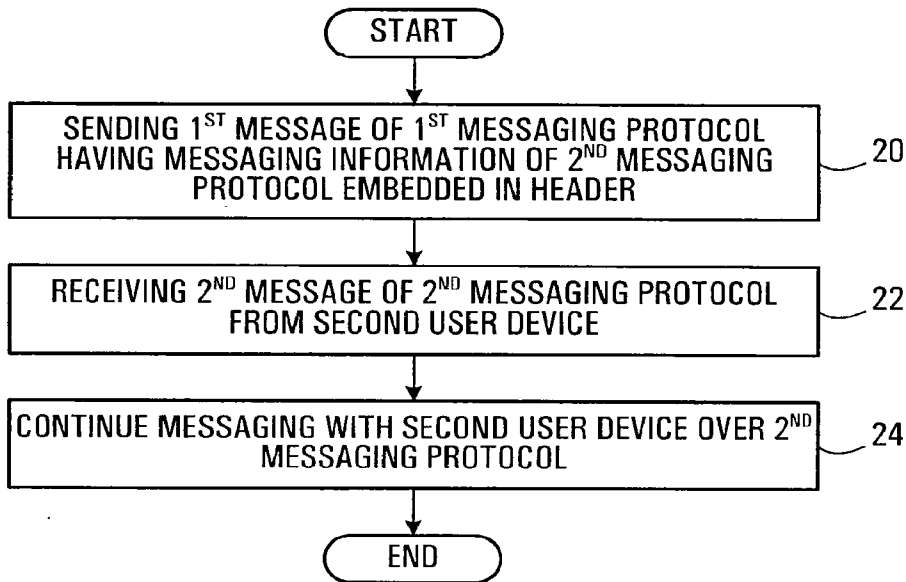 START
SENDING 1ST MESSAGE OF 1ST MESSAGING PROTOCOL
HAVING MESSAGING INFORMATION OF 2ND MESSAGING
PROTOCOL EMBEDDED IN HEADER
20
RECEIVING 2ND MESSAGE OF 2ND MESSAGING PROTOCOL
FROM SECOND USER DEVICE
22
CONTINUE MESSAGING WITH SECOND USER DEVICE OVER 2ND
MESSAGING PROTOCOL
24
END